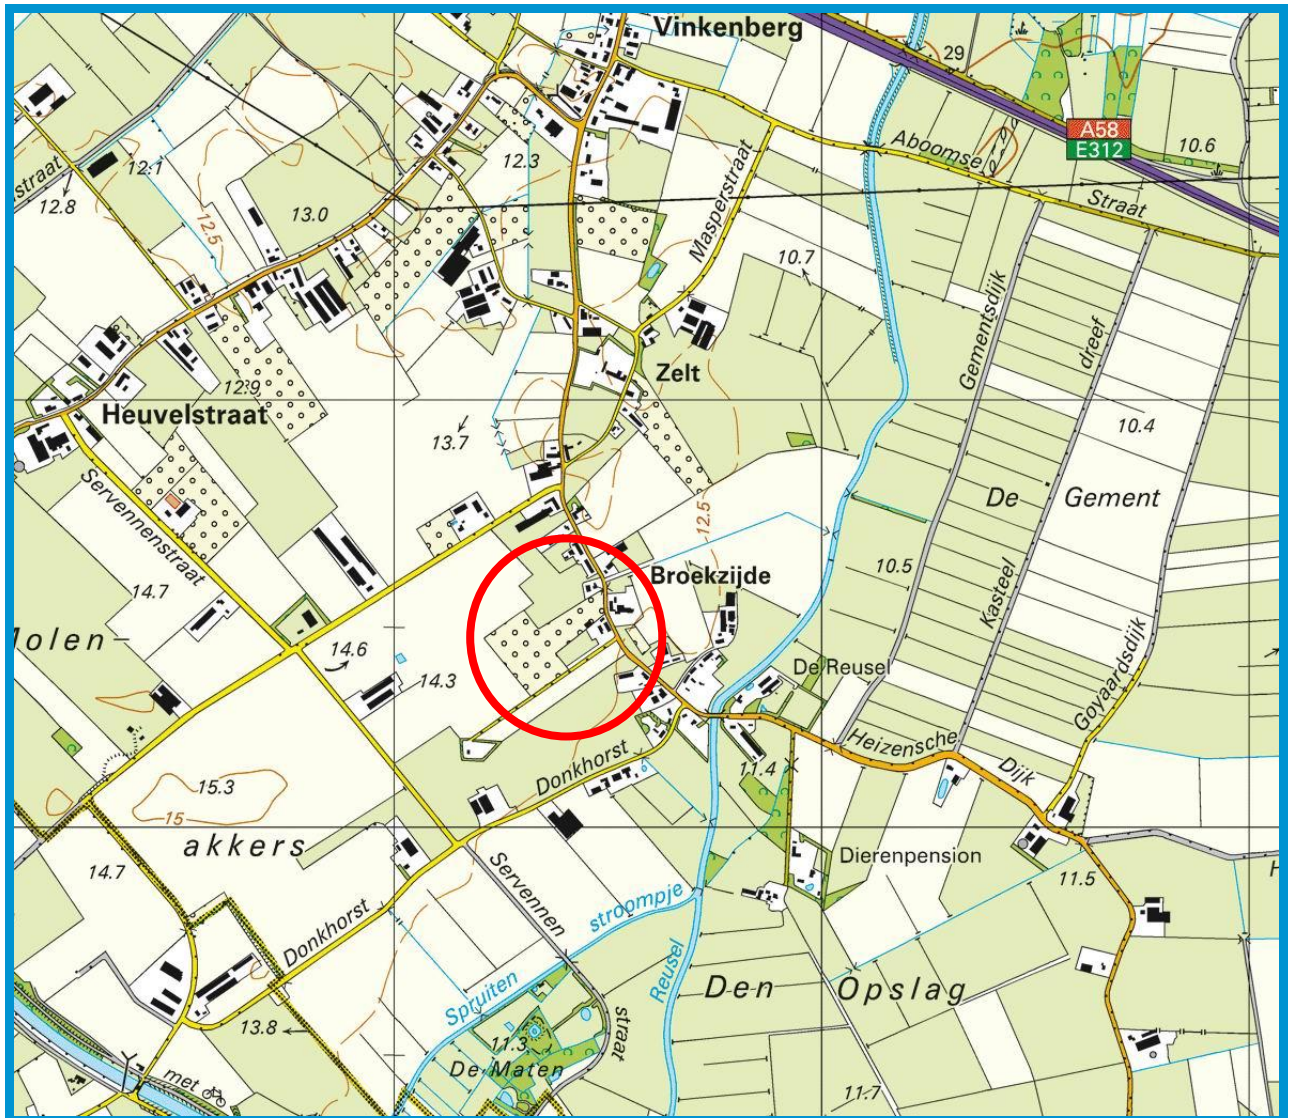 Vinkenberg
29
A58
E312
10.6
Aboomse
Straat
straat
12.1
12.8
12.3
13.0
12.5
Masperstraat
10.7
Gementsdijk
dreef
Zelt
12.9
Heuvelstraat
13.7
10.4
Servennenstraat
12.5
De Gement
Kasteel
10.5
Broekzijde
14.7
Molen-
14.6
14.3
De Reusel
Goyaardsdijk
Heizensche
Dijk
Donkhorst
11.4
15.3
15
akkers
14.7
Dierenpension
11.5
H
Servennen
straat
stroompje
Spruiten
Donkhorst
Reusel
Den Opslag
13.8
11.3
De Maten
met
11.7